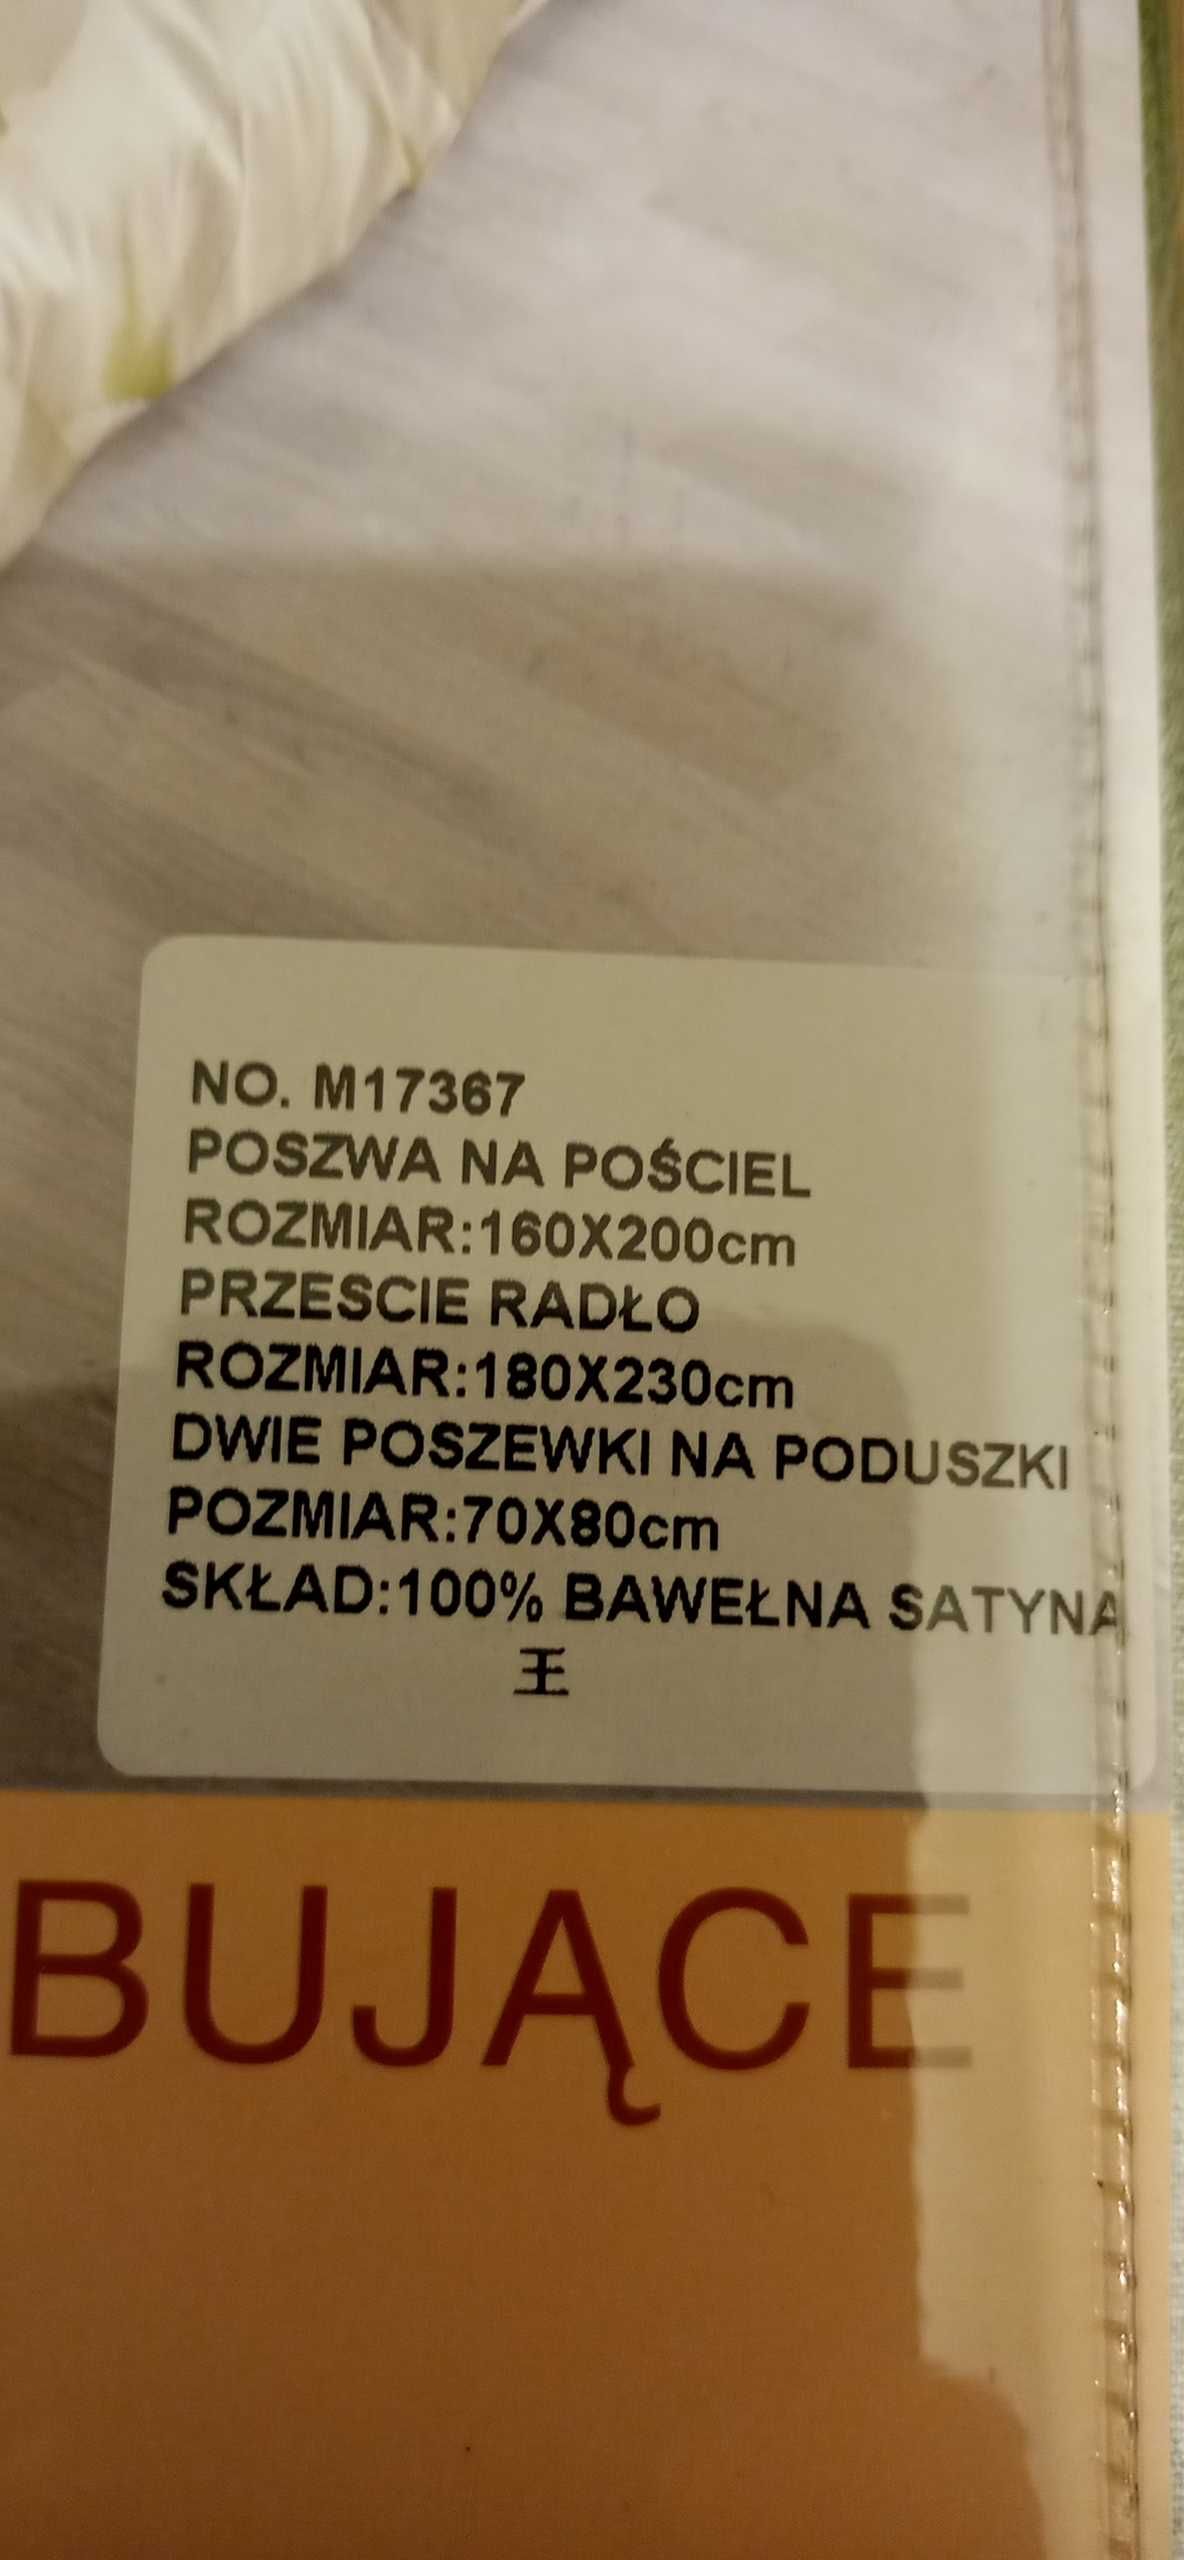 NO. M17367
POSZWA NA POŚCIEL
ROZMIAR:160X200cm
PRZESCIE RADŁO
ROZMIAR:180X230cm
DWIE POSZEWKI NA PODUSZKI
POZMIAR:70X80cm
SKŁAD:100% BAWEŁNA SATYNA
王
BUJĄCE